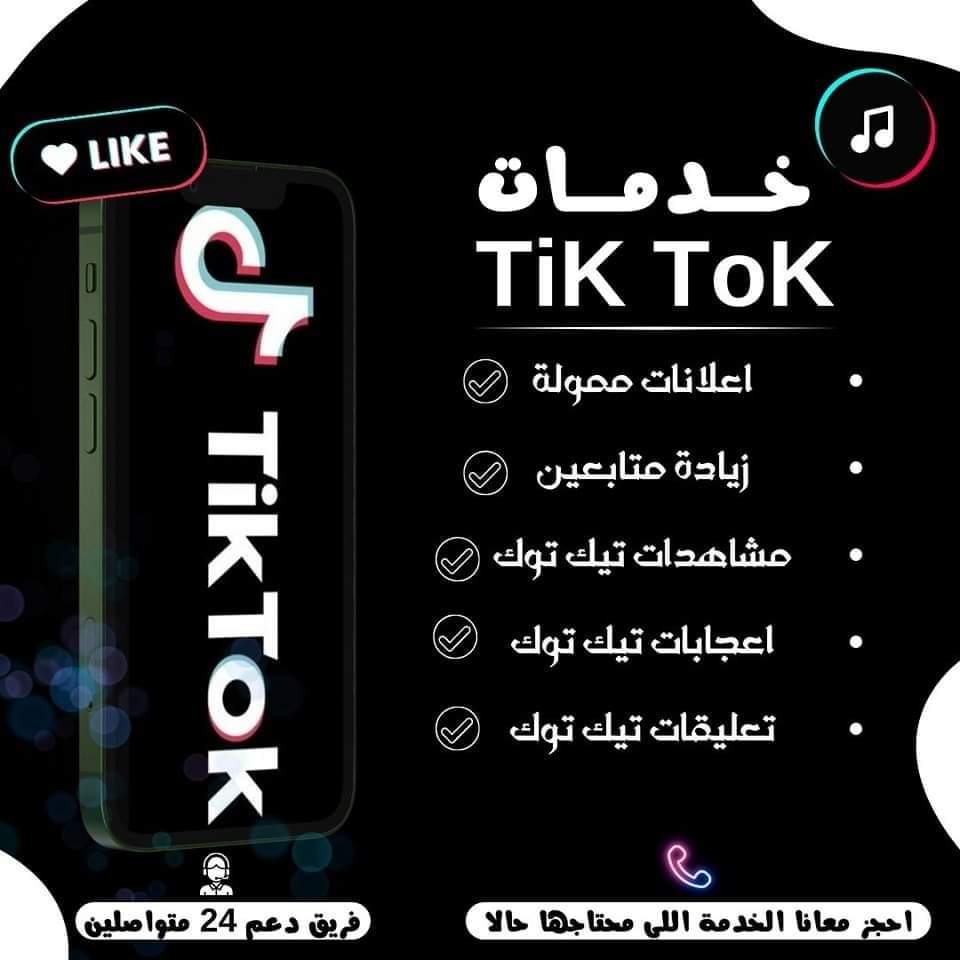 LIKE
خدمات
TiK ToK
TikTok
• اعلانات ممولة
• زيادة متابعين
• مشاهدات تيك توك
• اعجابات تيك توك
• تعليقات تيك توك
احجز معانا الخدمة اللي محتاجها حالا
فريق دعم 24 متواصلين